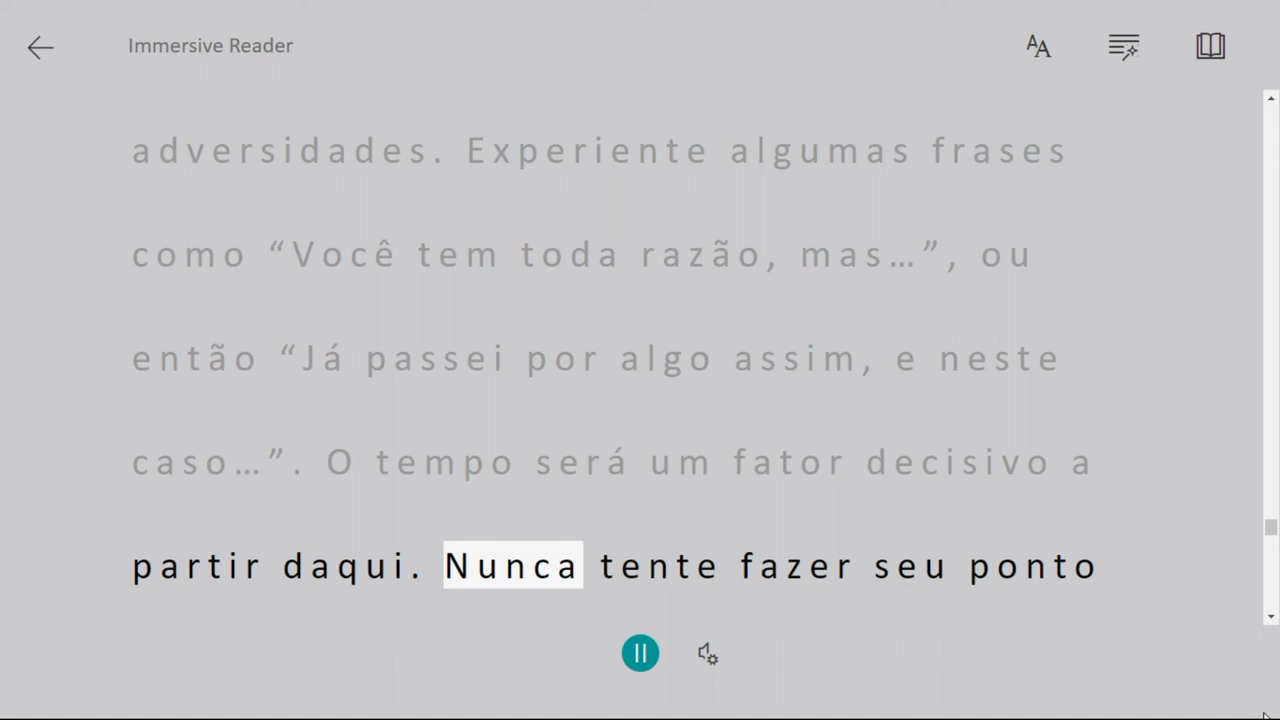 Immersive Reader
adversidades. Experiente algumas frases
como “Você tem toda razão, mas…”, ou
então “Já passei por algo assim, e neste
caso…”. O tempo será um fator decisivo a
partir daqui. Nunca tente fazer seu ponto